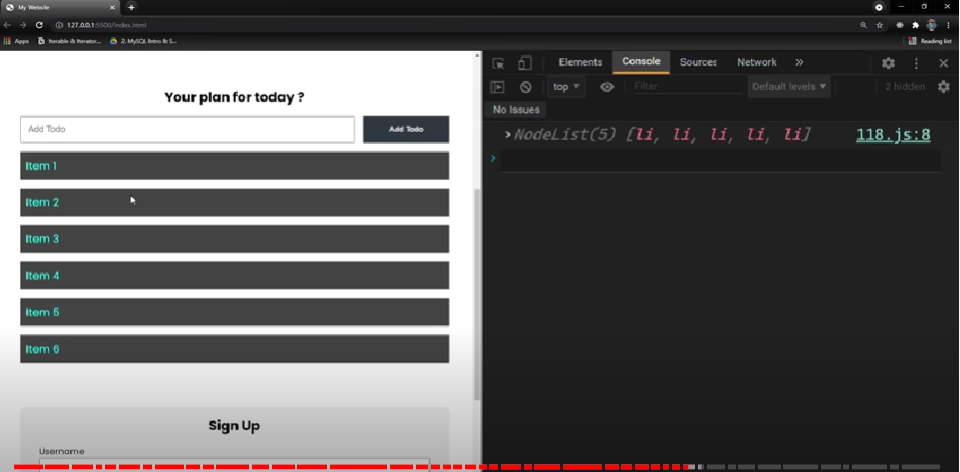 My Website
127.0.0.1:5500/index.html
Apps
Iterable & Iterator...
2. MySQL Intro & S...
Reading list
Your plan for today ?
Add Todo
Add Todo
Item 1
Item 2
Item 3
Item 4
Item 5
Item 6
Sign Up
Username
Elements Console Sources Network »
top ▼ Filter Default levels ▼ 2 hidden
No Issues
NodeList(5) [li, li, li, li, li] 118.js:8